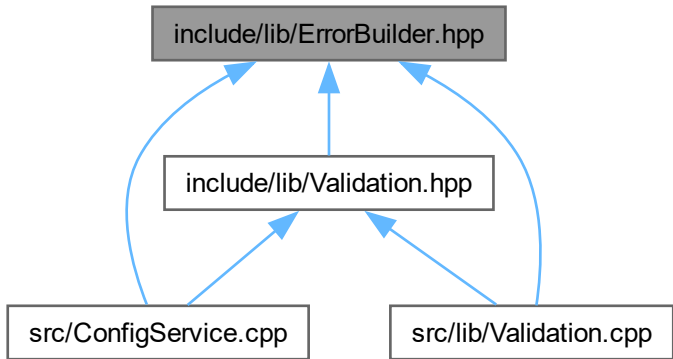 include/lib/ErrorBuilder.hpp
include/lib/Validation.hpp
src/ConfigService.cpp
src/lib/Validation.cpp